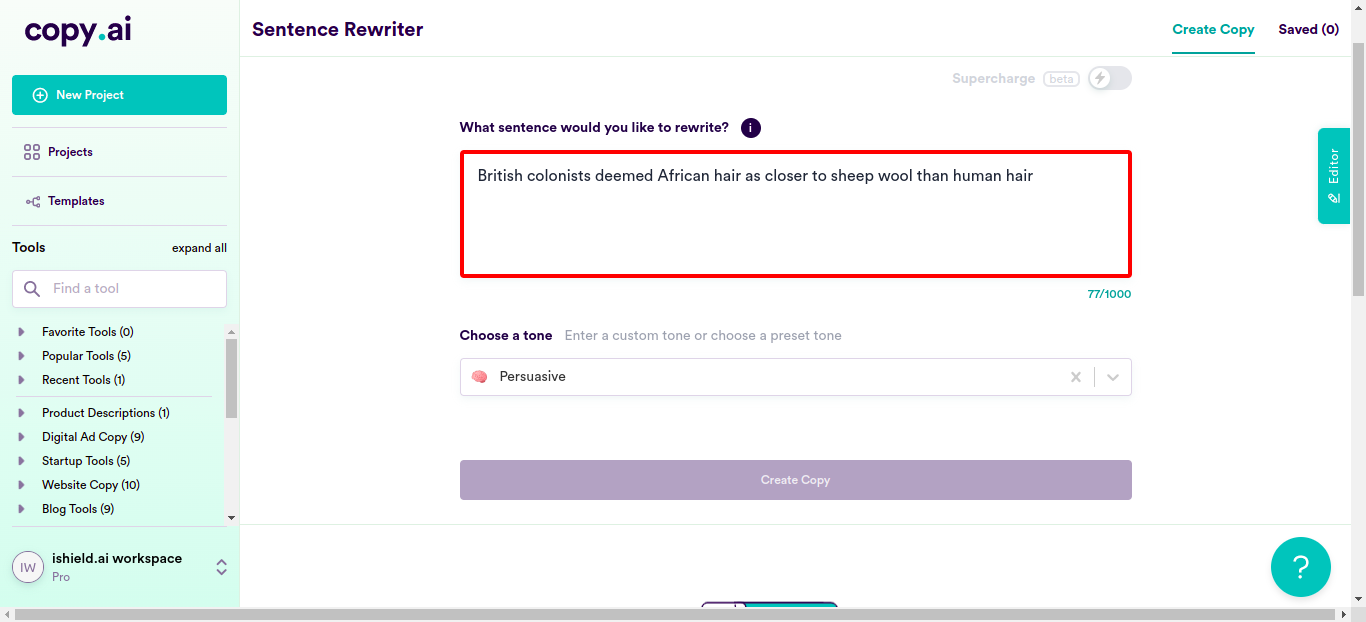 copy.ai
Sentence Rewriter
Create Copy
Saved (0)
New Project
Projects
Templates
Tools
expand all
Find a tool
Favorite Tools (0)
Popular Tools (5)
Recent Tools (1)
Product Descriptions (1)
Digital Ad Copy (9)
Startup Tools (5)
Website Copy (10)
Blog Tools (9)
IW
ishield.ai workspace
Pro
Supercharge beta
What sentence would you like to rewrite? i
British colonists deemed African hair as closer to sheep wool than human hair
77/1000
Choose a tone Enter a custom tone or choose a preset tone
Persuasive
Create Copy
Editor
?